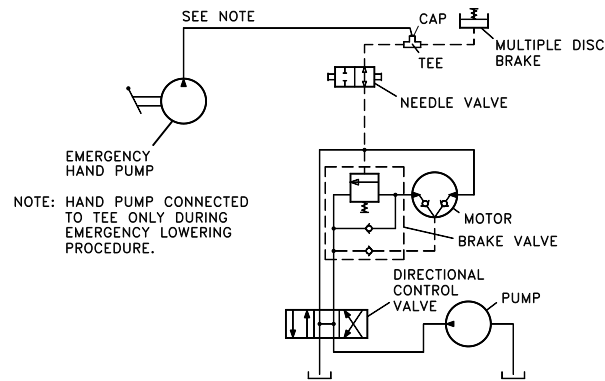 SEE NOTE
CAP
TEE
MULTIPLE DISC
BRAKE
NEEDLE VALVE
EMERGENCY
HAND PUMP
NOTE: HAND PUMP CONNECTED
TO TEE ONLY DURING
EMERGENCY LOWERING
PROCEDURE.
MOTOR
BRAKE VALVE
DIRECTIONAL
CONTROL
VALVE
PUMP